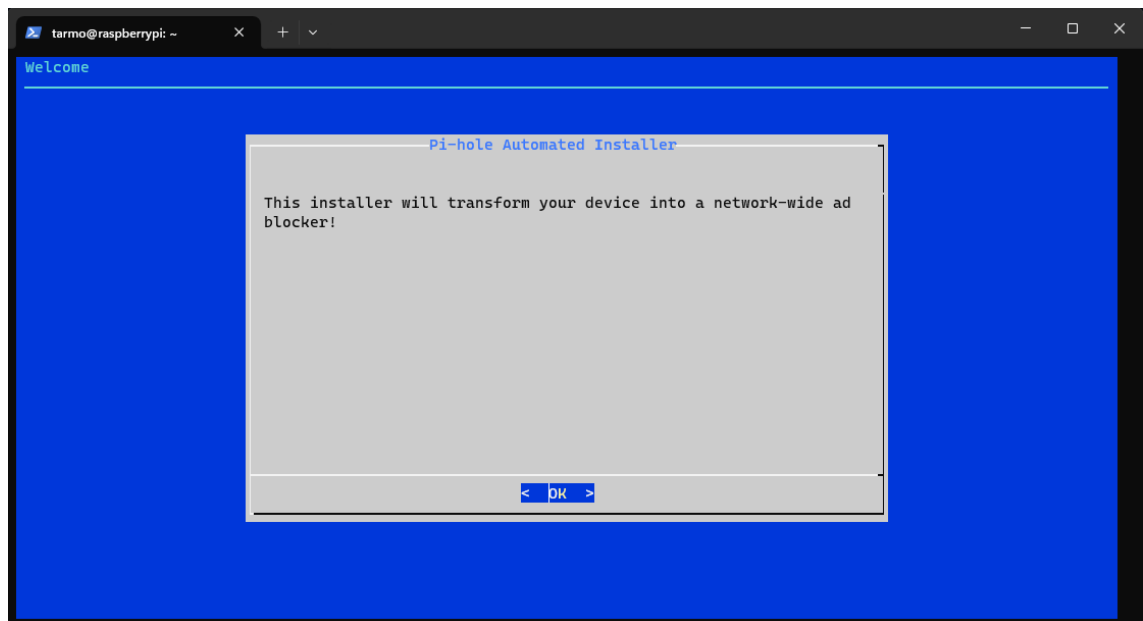 tarmo@raspberrypi: ~
Welcome
Pi-hole Automated Installer
This installer will transform your device into a network-wide ad
blocker!
< OK >